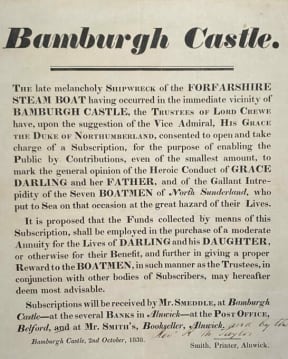 Bamburgh Castle.
THE late melancholy SHIPWRECK of the FORFARSHIRE
STEAM BOAT having occurred in the immediate vicinity of
BAMBURGH CASTLE, the TRUSTEES OF LORD CREWE
have, upon the suggestion of the Vice Admiral, HIS GRACE
THE DUKE OF NORTHUMBERLAND, consented to open and take
charge of a Subscription, for the purpose of enabling the
Public by Contributions, even of the smallest amount, to
mark the general opinion of the Heroic Conduct of GRACE
DARLING and her FATHER, and of the Gallant Inter-
pidity of the Seven BOATMEN of North Sunderland, who
put to Sea on that occasion at the great hazard of their Lives.
It is proposed that the Funds collected by means of this
Subscription, shall be employed in the purchase of a moderate
Annuity for the Lives of DARLING and his DAUGHTER,
or otherwise for their Benefit, and further in giving a proper
Reward to the BOATMEN, in such manner as the Trustees, in
conjunction with other bodies of Subscribers, may hereafter
deem most advisable.
Subscriptions will be received by MR. SMEDDLE, at Bamburgh
Castle—at the several BANKS in Alnwick—at the POST OFFICE,
Belford, and at MR. SMITH'S, Bookseller, Alnwick, and by the
Bamburgh Castle, 2nd October, 1838.
Smith, Printer, Alnwick.